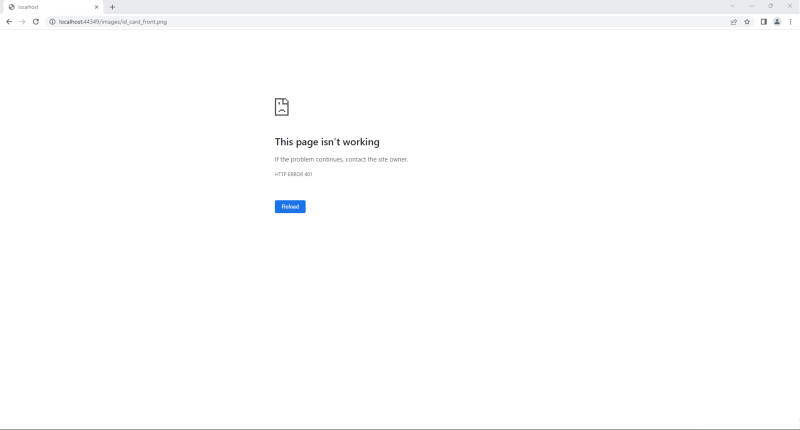 localhost
localhost:44349/images/id_card_front.png
This page isn't working
If the problem continues, contact the site owner.
HTTP ERROR 401
Reload